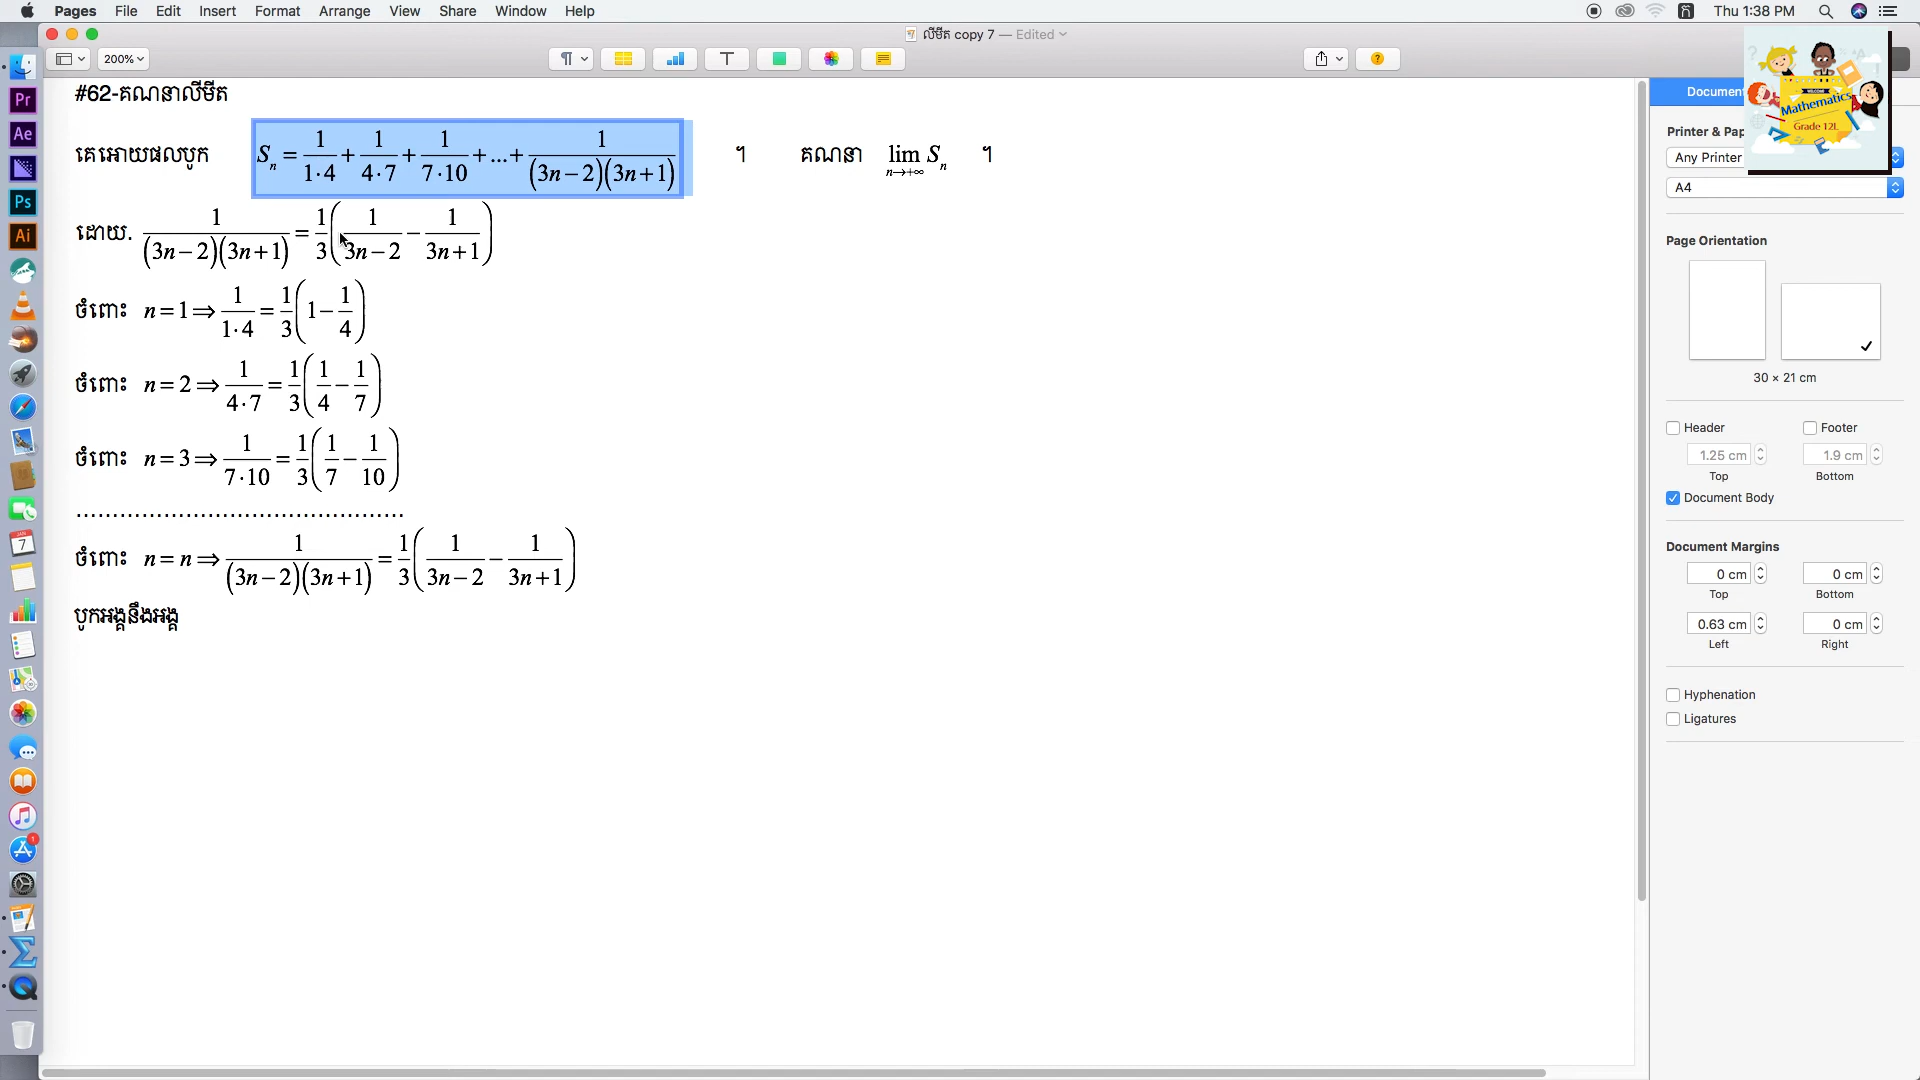 Pages File Edit Insert Format Arrange View Share Window Help
Thu 1:38 PM
លីមីត copy 7 — Edited
200%
Mathematics
Grade 12L
WELCOME
#62-គណនាលីមីត
គេអោយផលបូក S_n = 1/(1·4) + 1/(4·7) + 1/(7·10) + ... + 1/((3n−2)(3n+1)) ។ គណនា lim n→+∞ S_n ។
ដោយ. 1/((3n−2)(3n+1)) = 1/3 (1/(3n−2) − 1/(3n+1))
ចំពោះ n = 1 ⇒ 1/(1·4) = 1/3 (1 − 1/4)
ចំពោះ n = 2 ⇒ 1/(4·7) = 1/3 (1/4 − 1/7)
ចំពោះ n = 3 ⇒ 1/(7·10) = 1/3 (1/7 − 1/10)
.............................................
ចំពោះ n = n ⇒ 1/((3n−2)(3n+1)) = 1/3 (1/(3n−2) − 1/(3n+1))
បូកអង្គនឹងអង្គ
Document
Printer & Pap
Any Printer
A4
Page Orientation
30 × 21 cm
Header Footer
1.25 cm 1.9 cm
Top Bottom
Document Body
Document Margins
0 cm 0 cm
Top Bottom
0.63 cm 0 cm
Left Right
Hyphenation
Ligatures
Pr
Ae
Ps
Ai
JAN
7
1